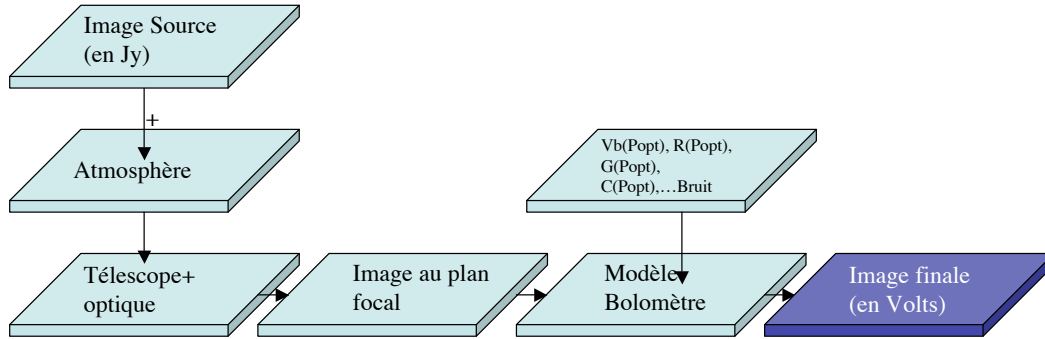 Image Source
(en Jy)
+
Atmosphère
Vb(Popt), R(Popt),
G(Popt),
C(Popt),…Bruit
Télescope+
optique
Image au plan
focal
Modèle
Bolomètre
Image finale
(en Volts)